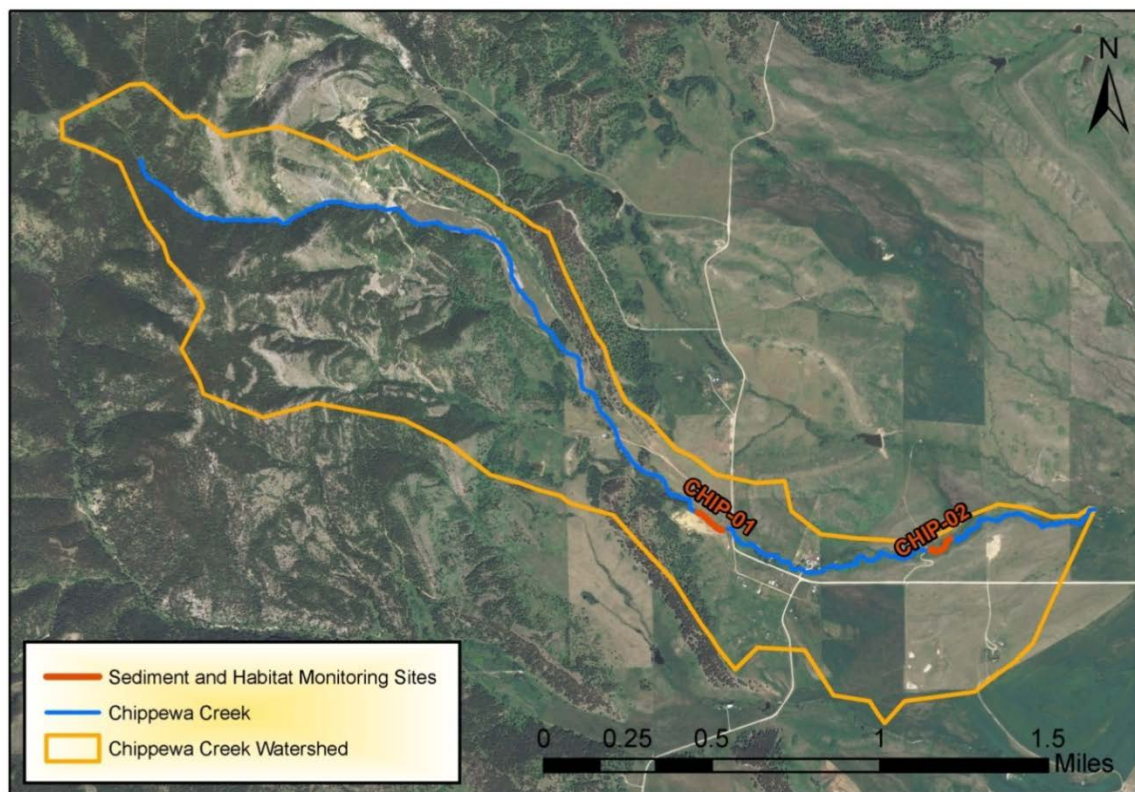 N
CHIP-01
CHIP-02
Sediment and Habitat Monitoring Sites
Chippewa Creek
Chippewa Creek Watershed
0 0.25 0.5 1 1.5
Miles